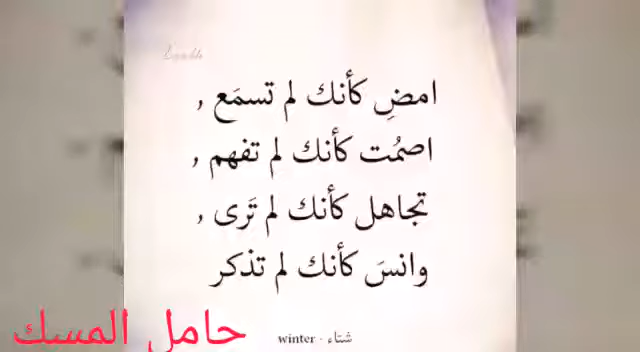 امضِ كأنك لم تسمَع ,
اصمُت كأنك لم تفهم ,
تجاهل كأنك لم تَرى ,
وانسَ كأنك لم تذكر
حامل المسك
winter · شتاء